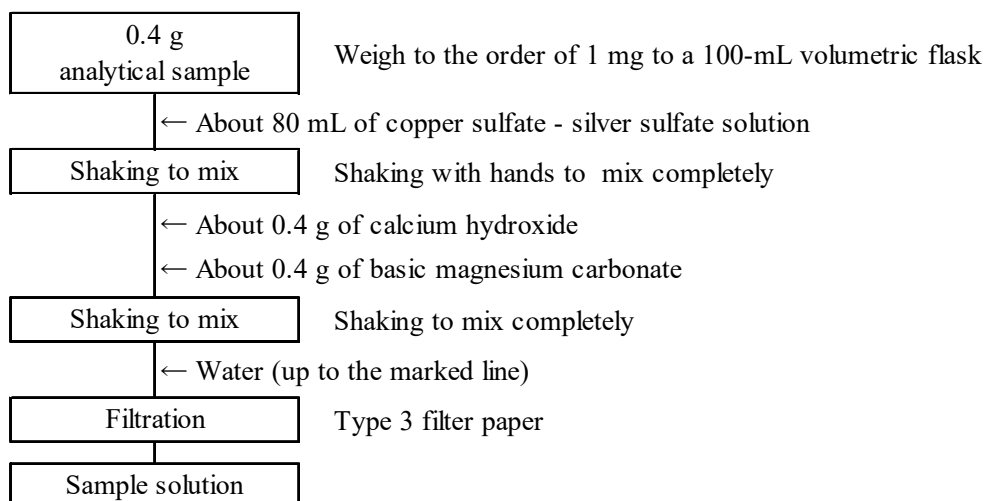 0.4 g
analytical sample
Weigh to the order of 1 mg to a 100-mL volumetric flask
← About 80 mL of copper sulfate - silver sulfate solution
Shaking to mix
Shaking with hands to mix completely
← About 0.4 g of calcium hydroxide
← About 0.4 g of basic magnesium carbonate
Shaking to mix
Shaking to mix completely
← Water (up to the marked line)
Filtration
Type 3 filter paper
Sample solution